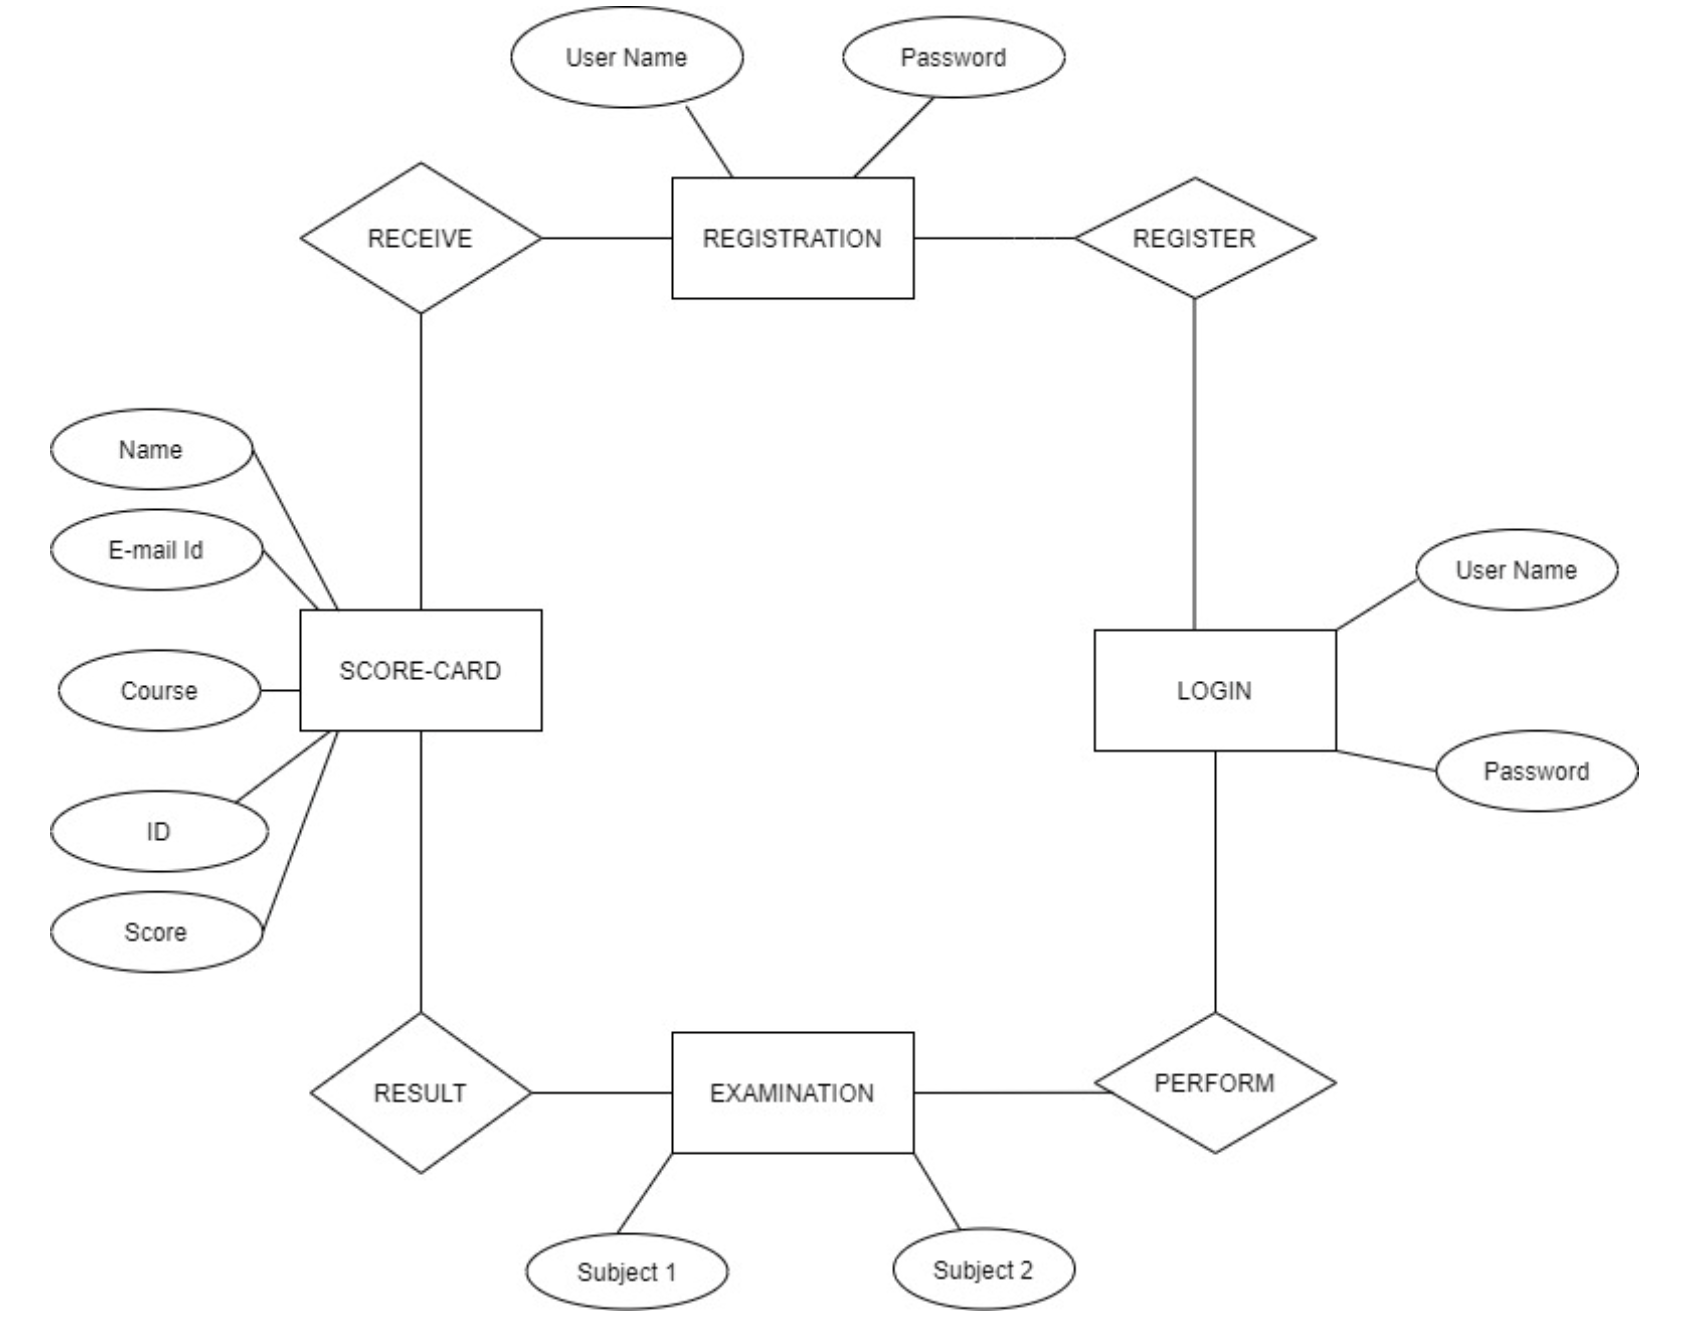 User Name
Password
RECEIVE
REGISTRATION
REGISTER
Name
E-mail Id
User Name
SCORE-CARD
LOGIN
Course
Password
ID
Score
RESULT
EXAMINATION
PERFORM
Subject 1
Subject 2